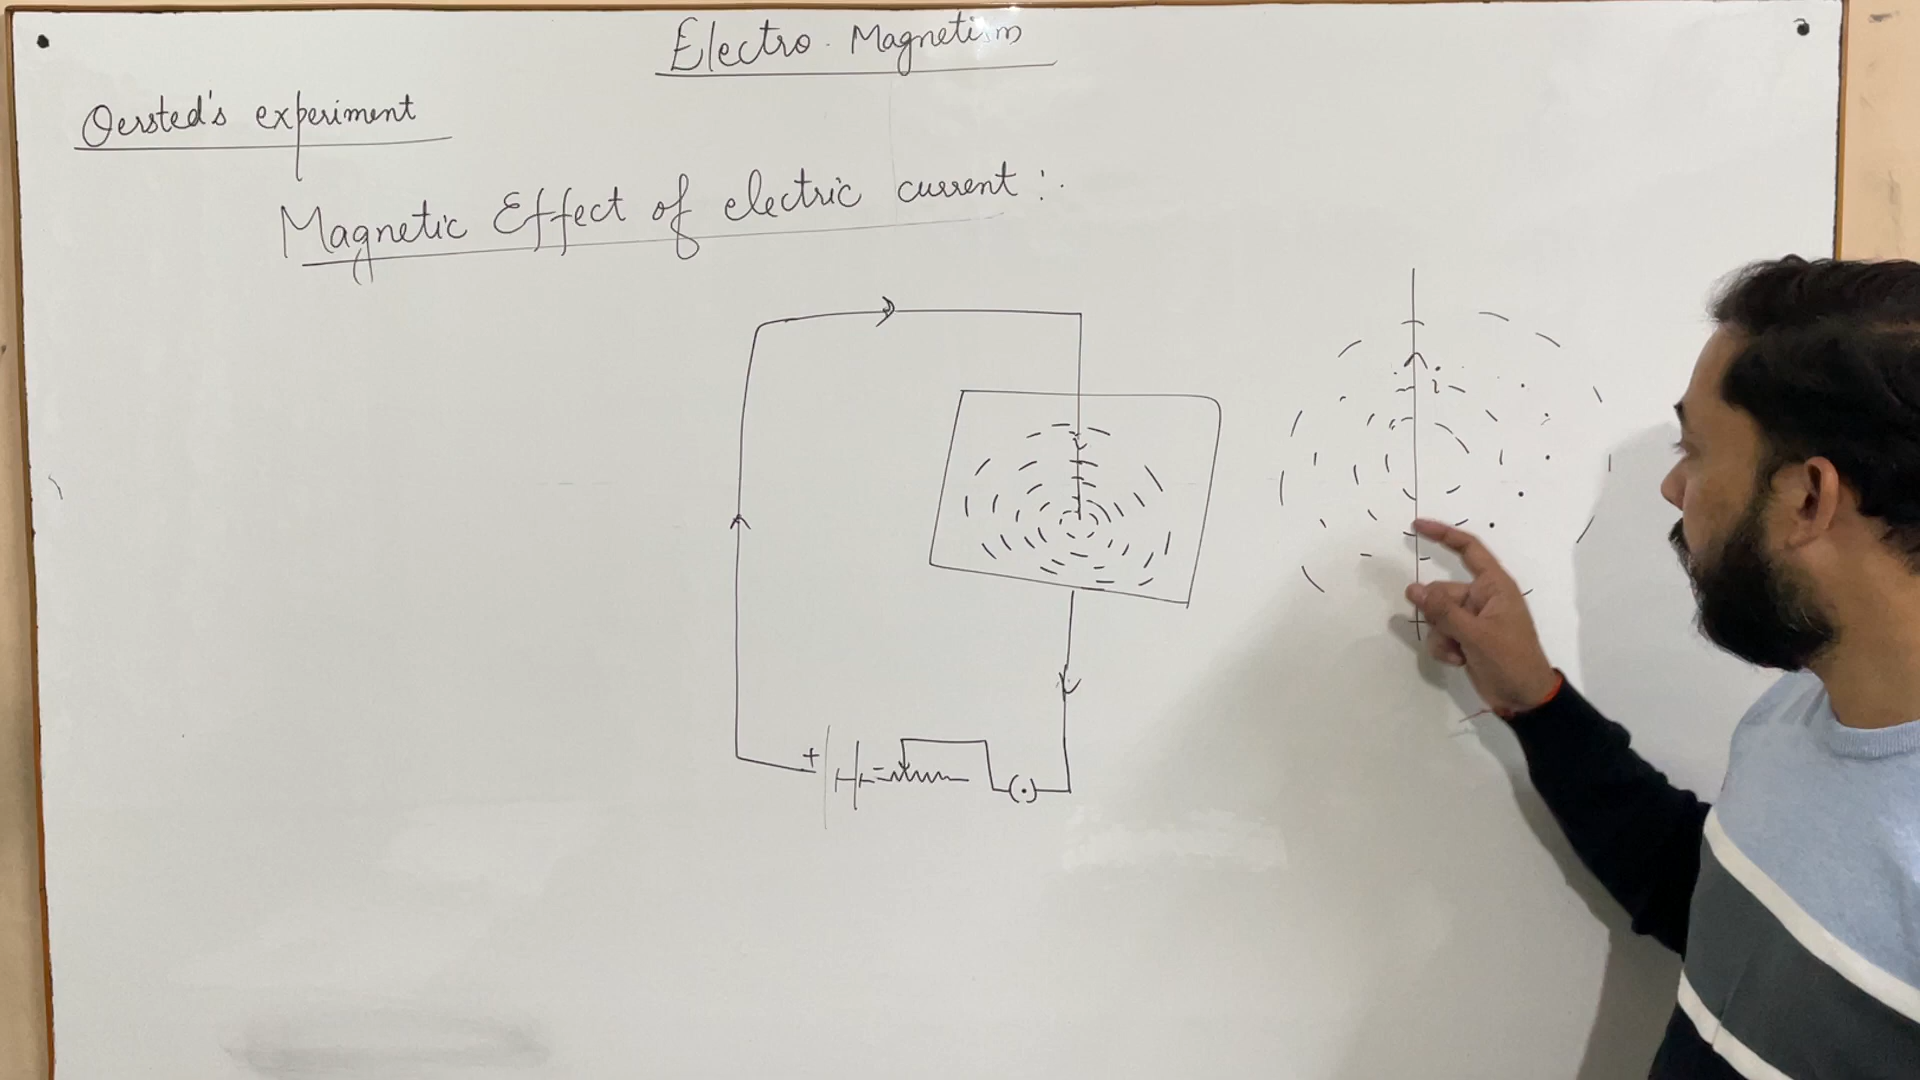 Electro. Magnetism
Oersted's experiment
Magnetic Effect of electric current :.
i
+